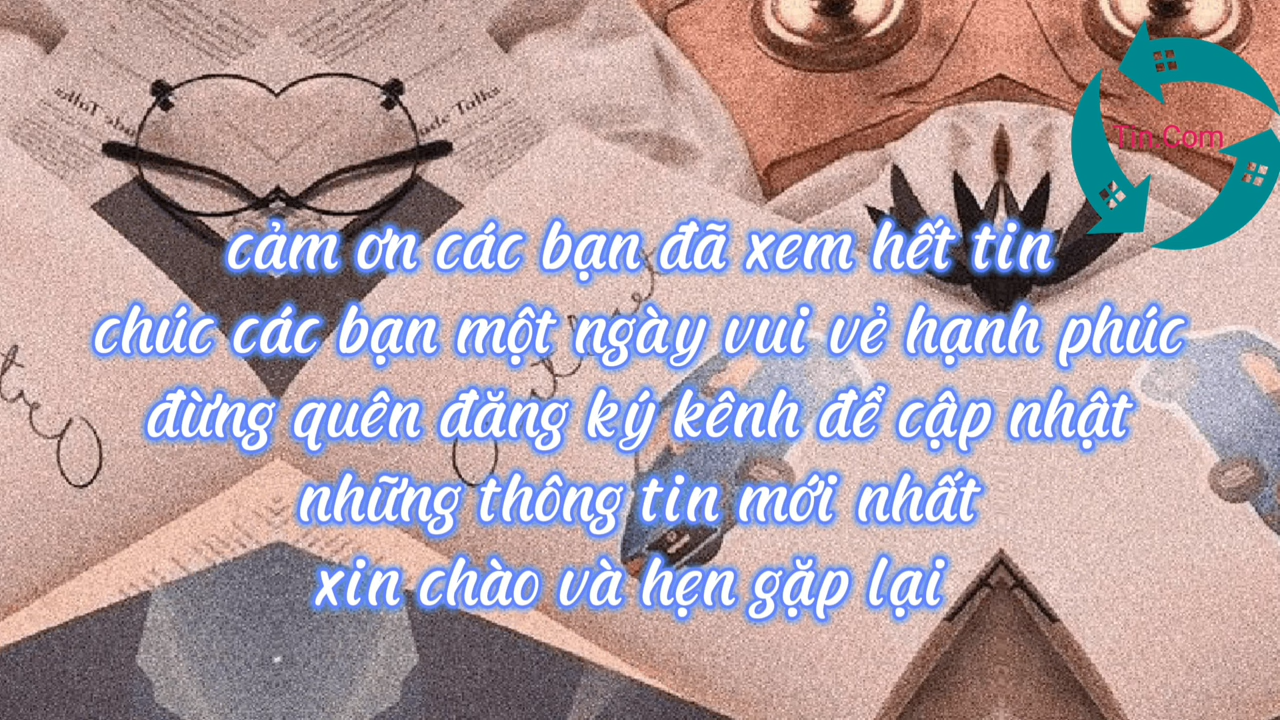 Tin.Com
cảm ơn các bạn đã xem hết tin
chúc các bạn một ngày vui vẻ hạnh phúc
đừng quên đăng ký kênh để cập nhật
những thông tin mới nhất
xin chào và hẹn gặp lại